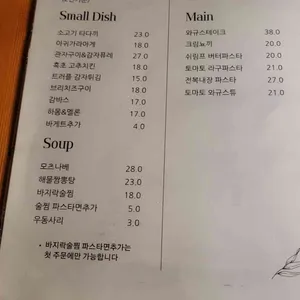 Small Dish
소고기 타다끼 23.0
아귀가라아게 18.0
관자구이&감자퓨레 27.0
흑초 고추치킨 18.0
트러플 감자튀김 15.0
브리치즈구이 18.0
감바스 17.0
하몽&멜론 17.0
바게트추가 4.0
Soup
모츠나베 28.0
해물짬뽕탕 23.0
바지락술찜 18.0
술찜 파스타면추가 5.0
우동사리 3.0
• 바지락술찜 파스타면추가는
첫 주문에만 가능합니다
Main
와규스테이크 38.0
크림뇨끼 20.0
쉬림프 버터파스타 20.0
토마토 라구파스타 21.0
전복내장 파스타 27.0
토마토 와규스튜 21.0